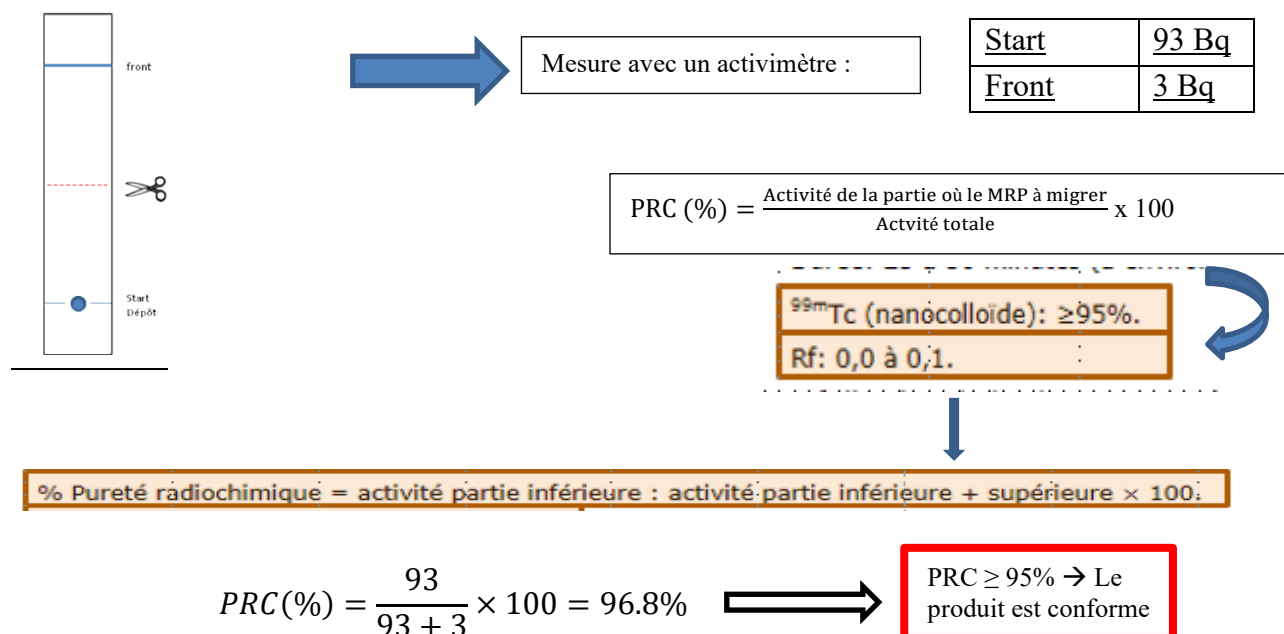 front
Start
Dépôt
Mesure avec un activimètre :
Start 93 Bq
Front 3 Bq
PRC (%) = Activité de la partie où le MRP à migrer / Actvité totale x 100
99mTc (nanocolloïde): ≥95%.
Rf: 0,0 à 0,1.
% Pureté radiochimique = activité partie inférieure : activité partie inférieure + supérieure × 100.
PRC(%) = 93 / 93 + 3 × 100 = 96.8%
PRC ≥ 95% → Le
produit est conforme